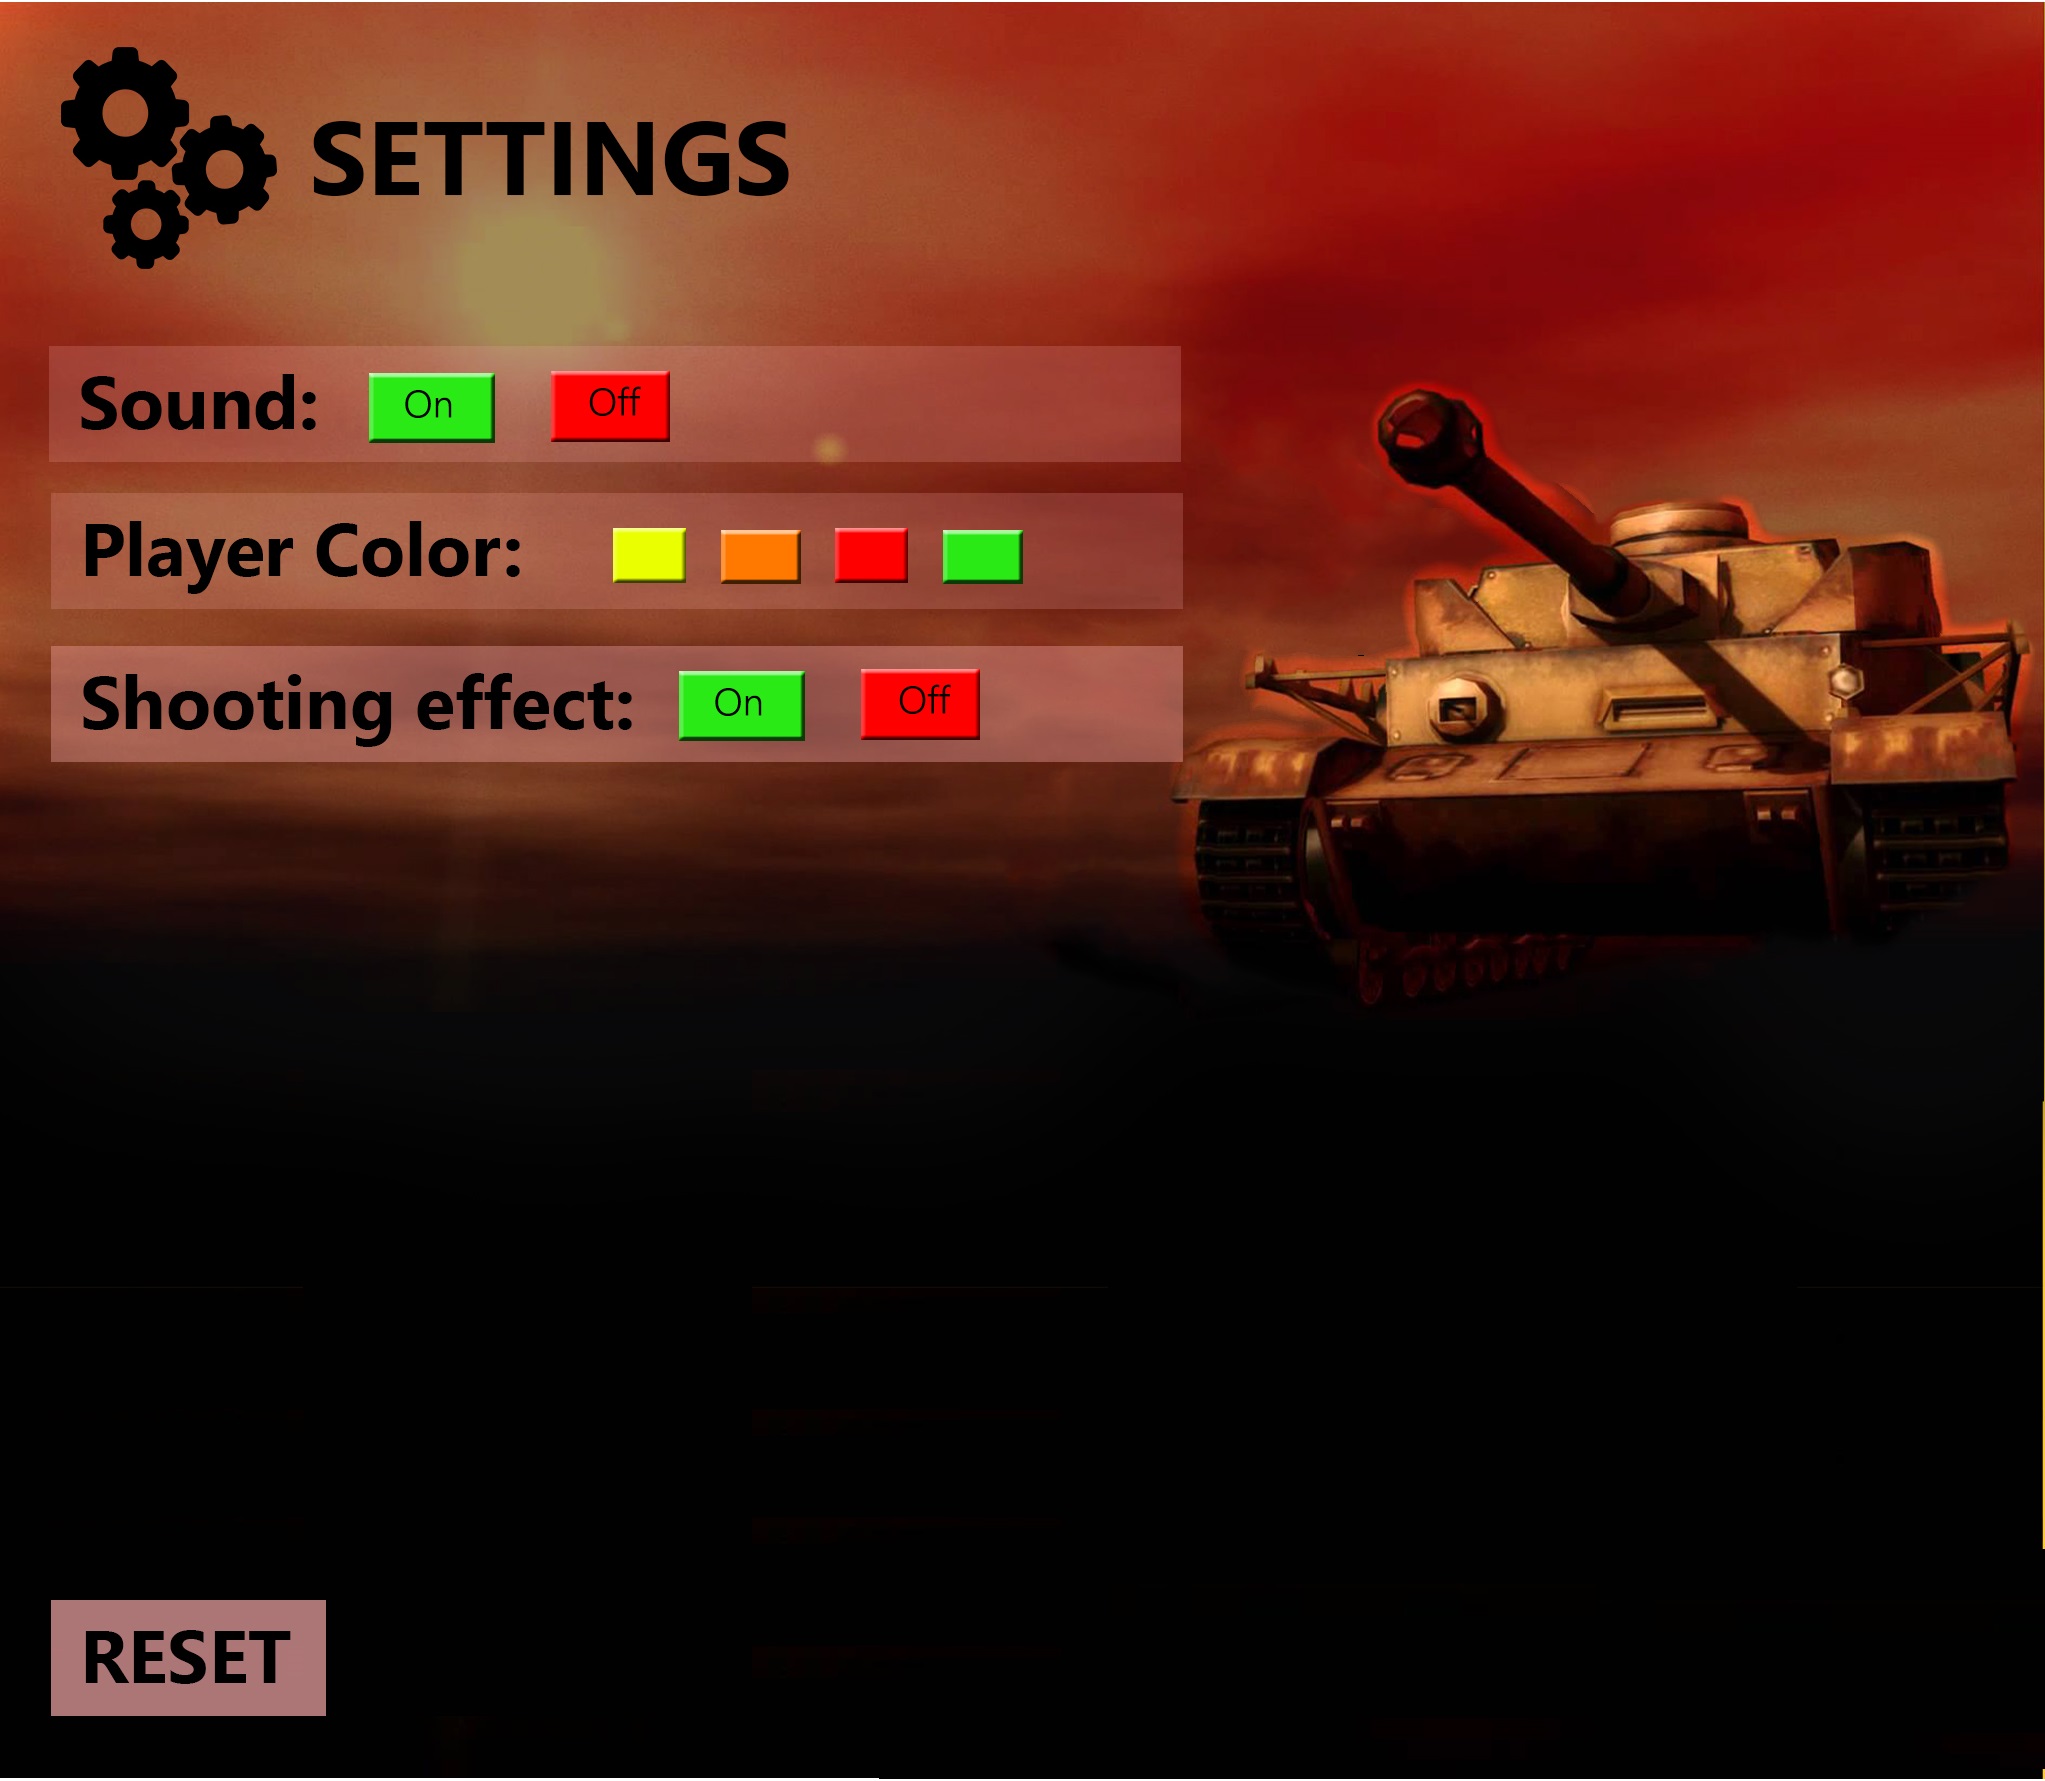 SETTINGS
Sound: On Off
Player Color:
Shooting effect: On Off
RESET